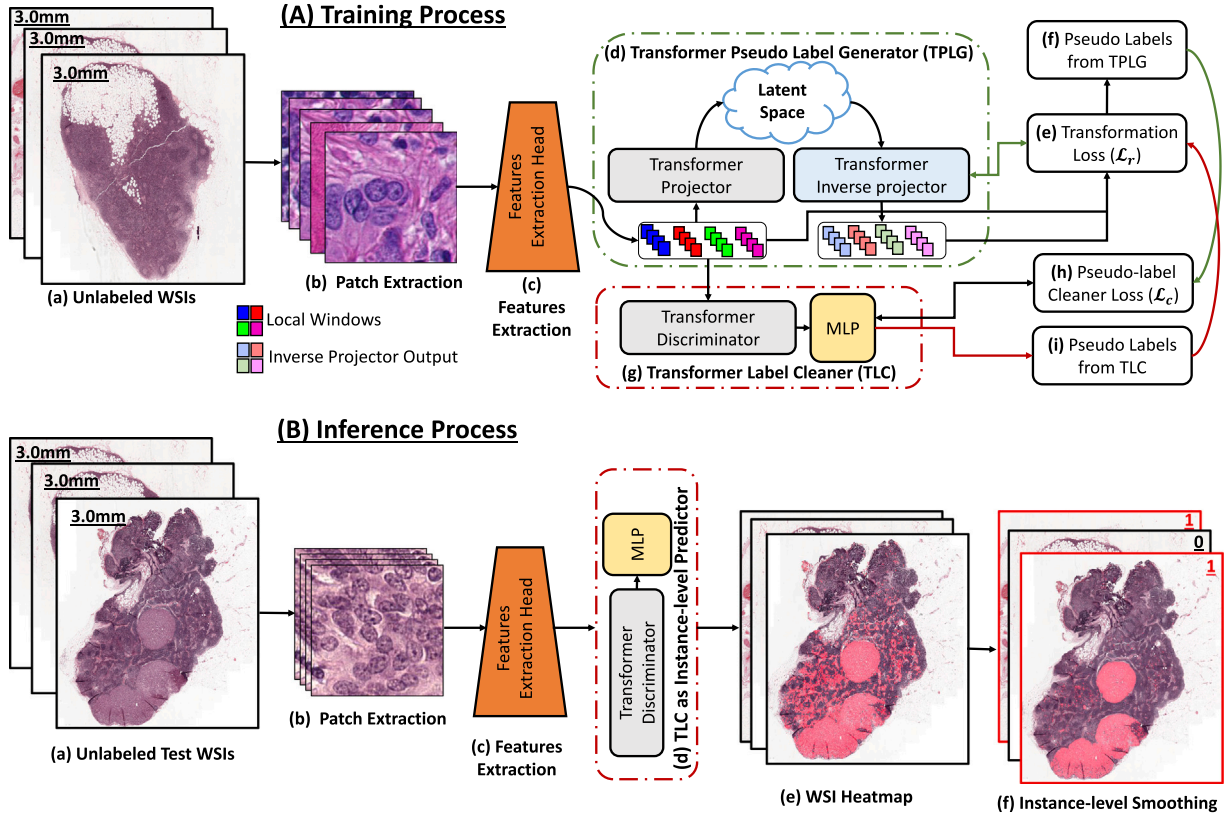 (A) Training Process
3.0mm
3.0mm
3.0mm
(a) Unlabeled WSIs
(b) Patch Extraction
Features
Extraction Head
(c)
Features
Extraction
Local Windows
Inverse Projector Output
(d) Transformer Pseudo Label Generator (TPLG)
Latent
Space
Transformer
Projector
Transformer
Inverse projector
(f) Pseudo Labels
from TPLG
(e) Transformation
Loss (𝓛r)
(h) Pseudo-label
Cleaner Loss (𝓛c)
(i) Pseudo Labels
from TLC
Transformer
Discriminator
MLP
(g) Transformer Label Cleaner (TLC)
(B) Inference Process
3.0mm
3.0mm
3.0mm
(a) Unlabeled Test WSIs
(b) Patch Extraction
Features
Extraction Head
(c) Features
Extraction
MLP
Transformer
Discriminator
(d) TLC as Instance-level Predictor
(e) WSI Heatmap
1
0
1
(f) Instance-level Smoothing